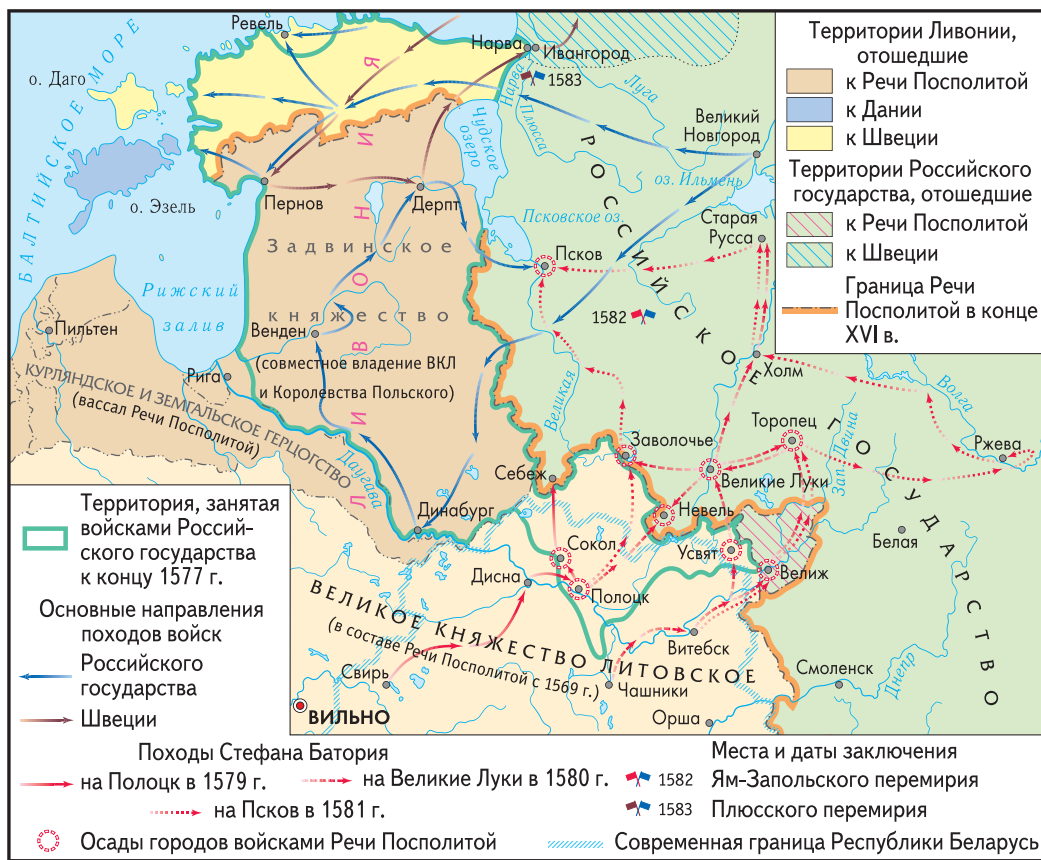 БАЛТИЙСКОЕ МОРЕ
о. Даго
о. Эзель
Ревель
Нарва
Ивангород
1583
Нарва
Плюсса
Луга
Чудское
озеро
Великий
Новгород
оз. Ильмень
Псковское оз.
Старая
Русса
Псков
Пернов
Дерпт
ЛИВОНИЯ
Задвинское
княжество
(совместное владение ВКЛ
и Королевства Польского)
Венден
Рижский
залив
Пильтен
Рига
КУРЛЯНДСКОЕ И ЗЕМГАЛЬСКОЕ ГЕРЦОГСТВО
(вассал Речи Посполитой)
Даугава
Динабург
РОССИЙСКОЕ ГОСУДАРСТВО
1582
Великая
Холм
Волга
Ржева
Торопец
Зап. Двина
Заволочье
Великие Луки
Себеж
Невель
Белая
Сокол
Усвят
Велиж
Дисна
Полоцк
ВЕЛИКОЕ КНЯЖЕСТВО ЛИТОВСКОЕ
(в составе Речи Посполитой с 1569 г.)
Витебск
Свирь
Чашники
Смоленск
Днепр
Орша
ВИЛЬНО
Территории Ливонии,
отошедшие
к Речи Посполитой
к Дании
к Швеции
Территории Российского
государства, отошедшие
к Речи Посполитой
к Швеции
Граница Речи
Посполитой в конце
XVI в.
Территория, занятая
войсками Россий-
ского государства
к концу 1577 г.
Основные направления
походов войск
Российского
государства
Швеции
Походы Стефана Батория
на Полоцк в 1579 г.
на Великие Луки в 1580 г.
на Псков в 1581 г.
Осады городов войсками Речи Посполитой
Места и даты заключения
1582 Ям-Запольского перемирия
1583 Плюсского перемирия
Современная граница Республики Беларусь